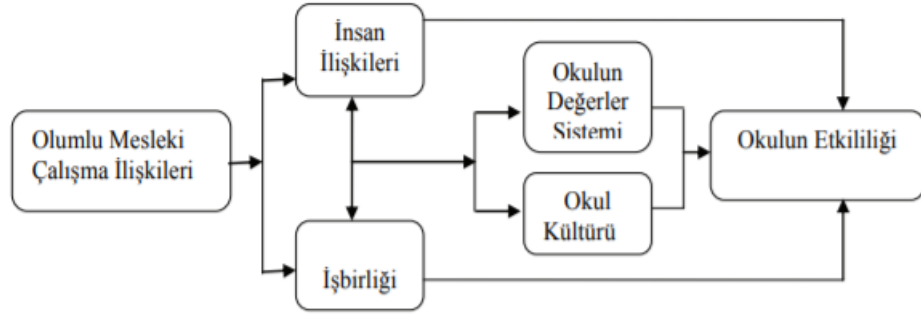 İnsan
İlişkileri
Olumlu Mesleki
Çalışma İlişkileri
Okulun
Değerler
Sistemi
Okulun Etkililiği
Okul
Kültürü
İşbirliği